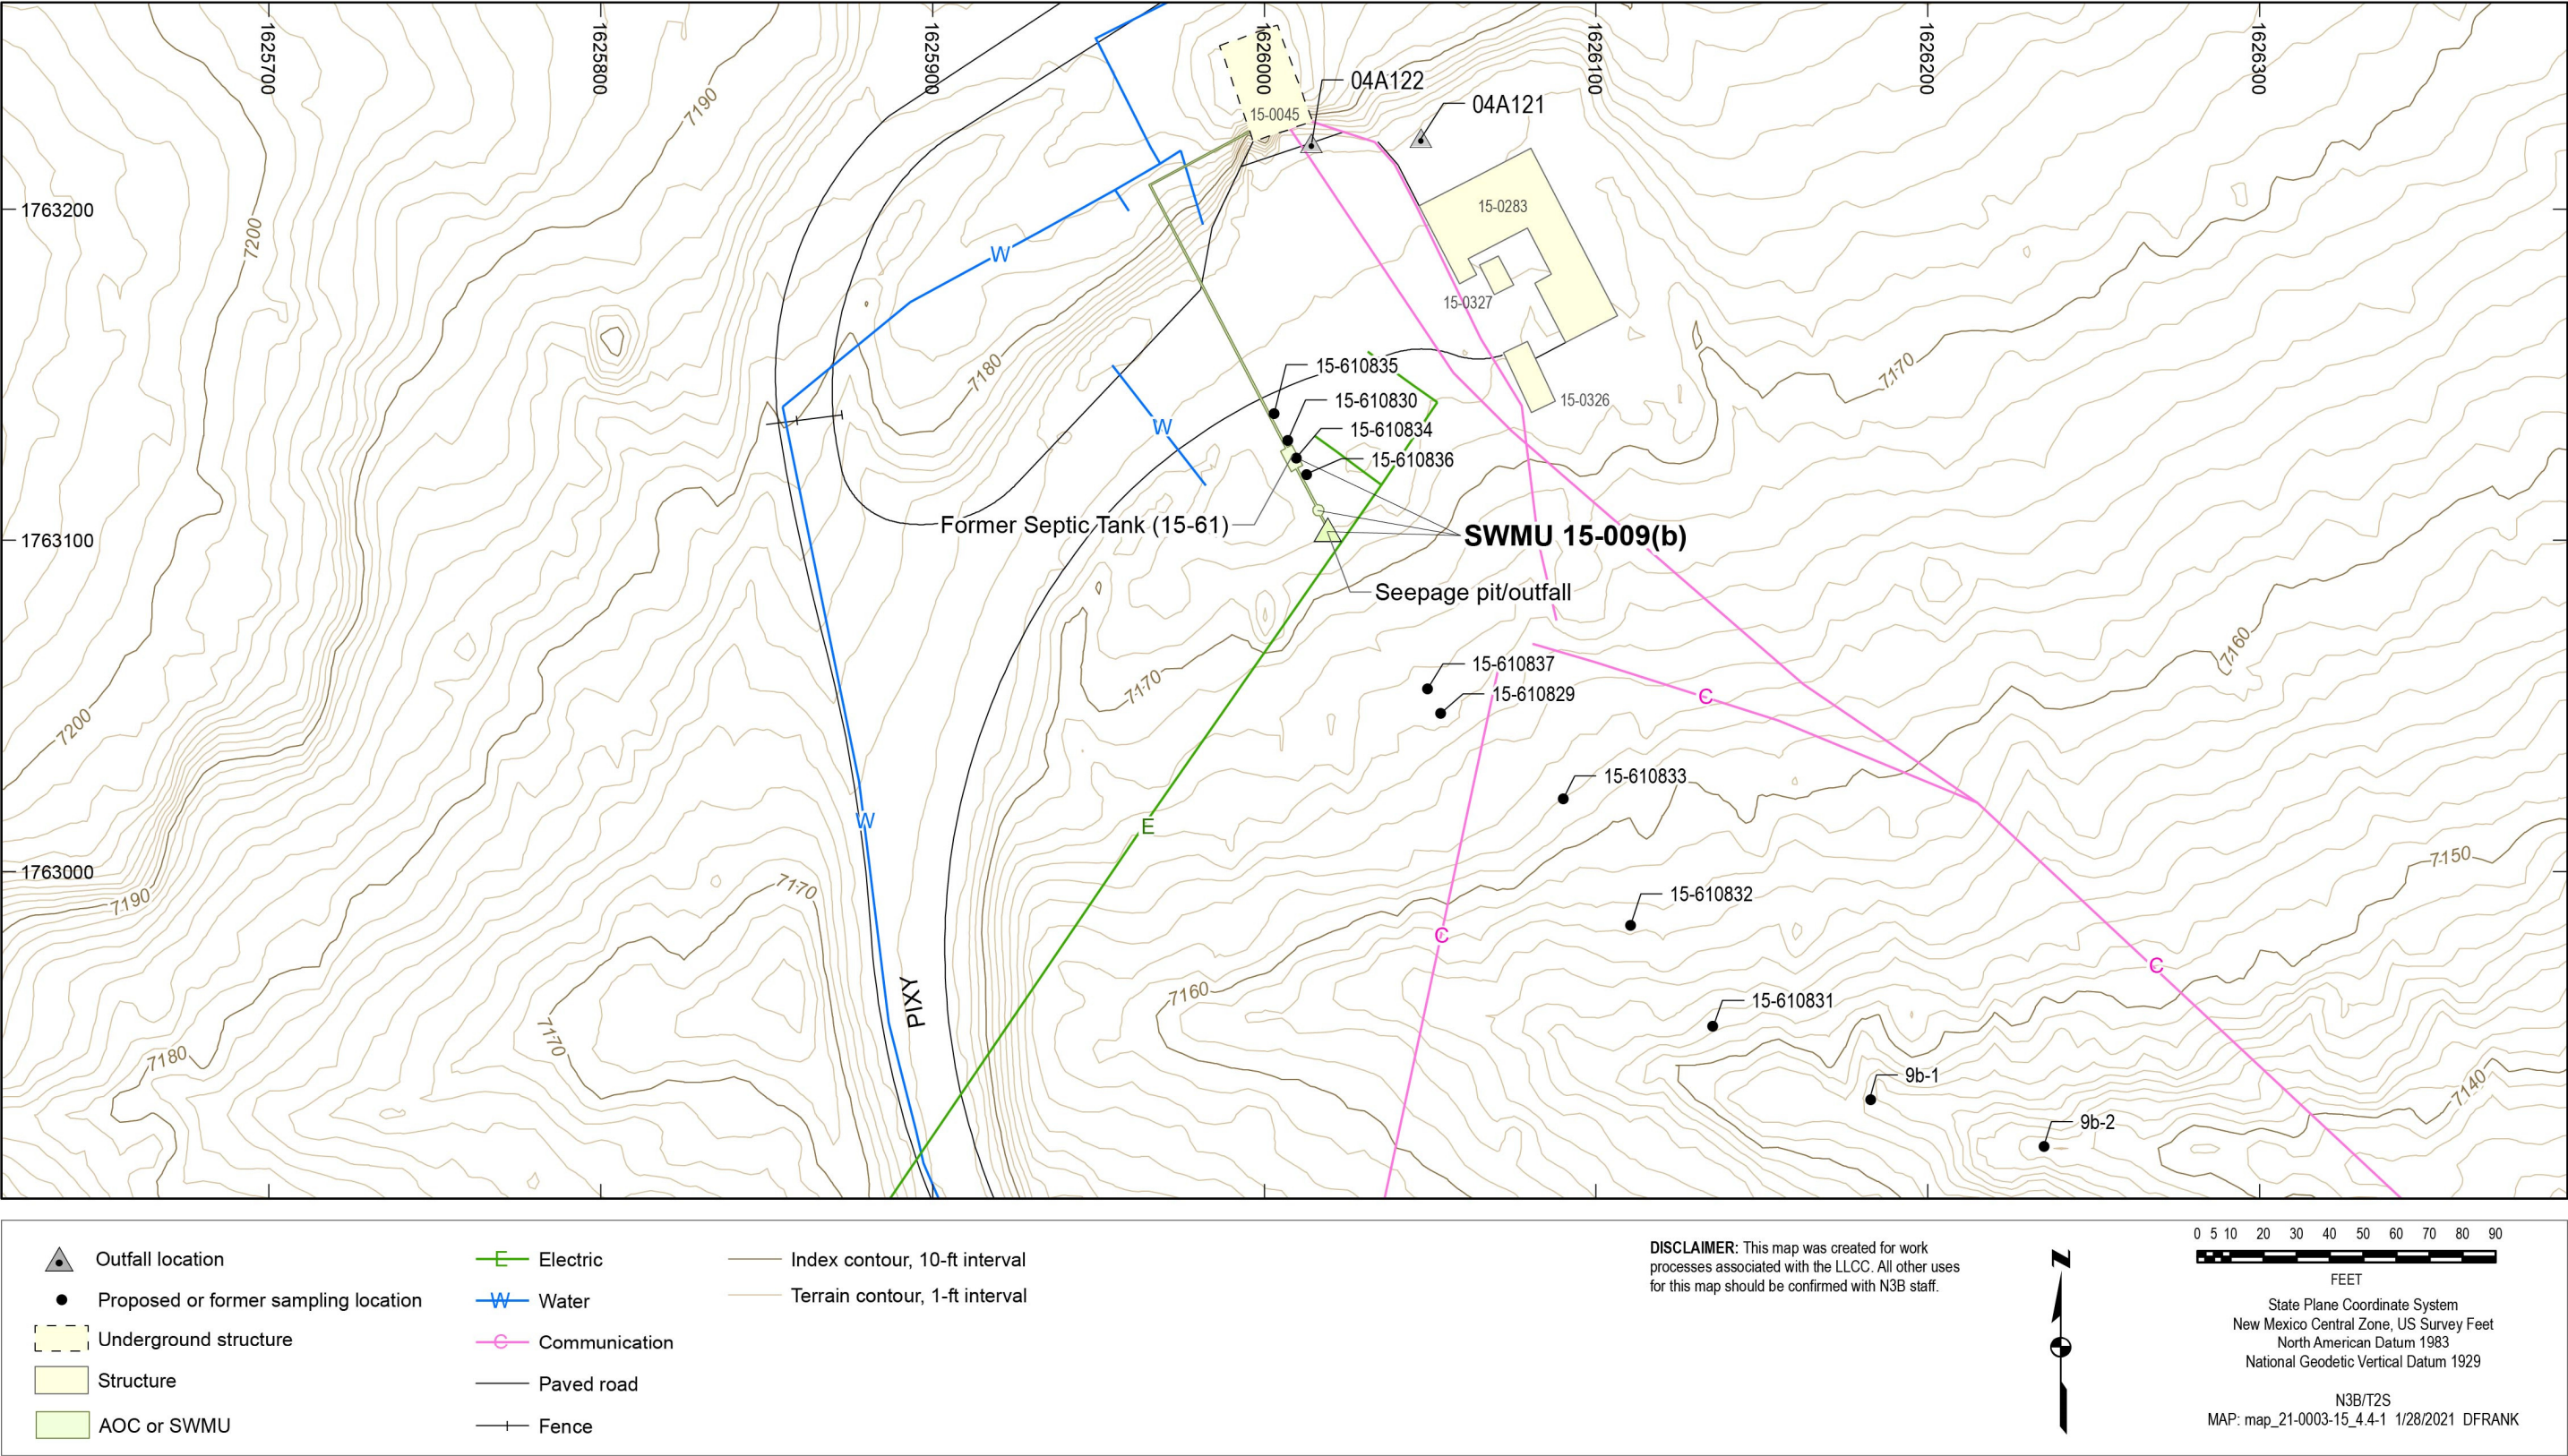 1625700
1625800
1625900
1626000
1626100
1626200
1626300
04A122
7190
04A121
15-0045
1763200
7200
15-0283
W
15-0327
7180
15-610835
7170
15-610830
15-0326
W
15-610834
15-610836
Former Septic Tank (15-61)
SWMU 15-009(b)
1763100
Seepage pit/outfall
7160
15-610837
7170
15-610829
C
7200
15-610833
W
E
7150
1763000
7170
15-610832
7190
C
C
7160
PIXY
15-610831
7170
7180
9b-1
7140
9b-2
Outfall location
Proposed or former sampling location
Underground structure
Structure
AOC or SWMU
E Electric
W Water
C Communication
Paved road
Fence
Index contour, 10-ft interval
Terrain contour, 1-ft interval
DISCLAIMER: This map was created for work
processes associated with the LLCC. All other uses
for this map should be confirmed with N3B staff.
N
0 5 10 20 30 40 50 60 70 80 90
FEET
State Plane Coordinate System
New Mexico Central Zone, US Survey Feet
North American Datum 1983
National Geodetic Vertical Datum 1929
N3B/T2S
MAP: map_21-0003-15_4.4-1 1/28/2021 DFRANK